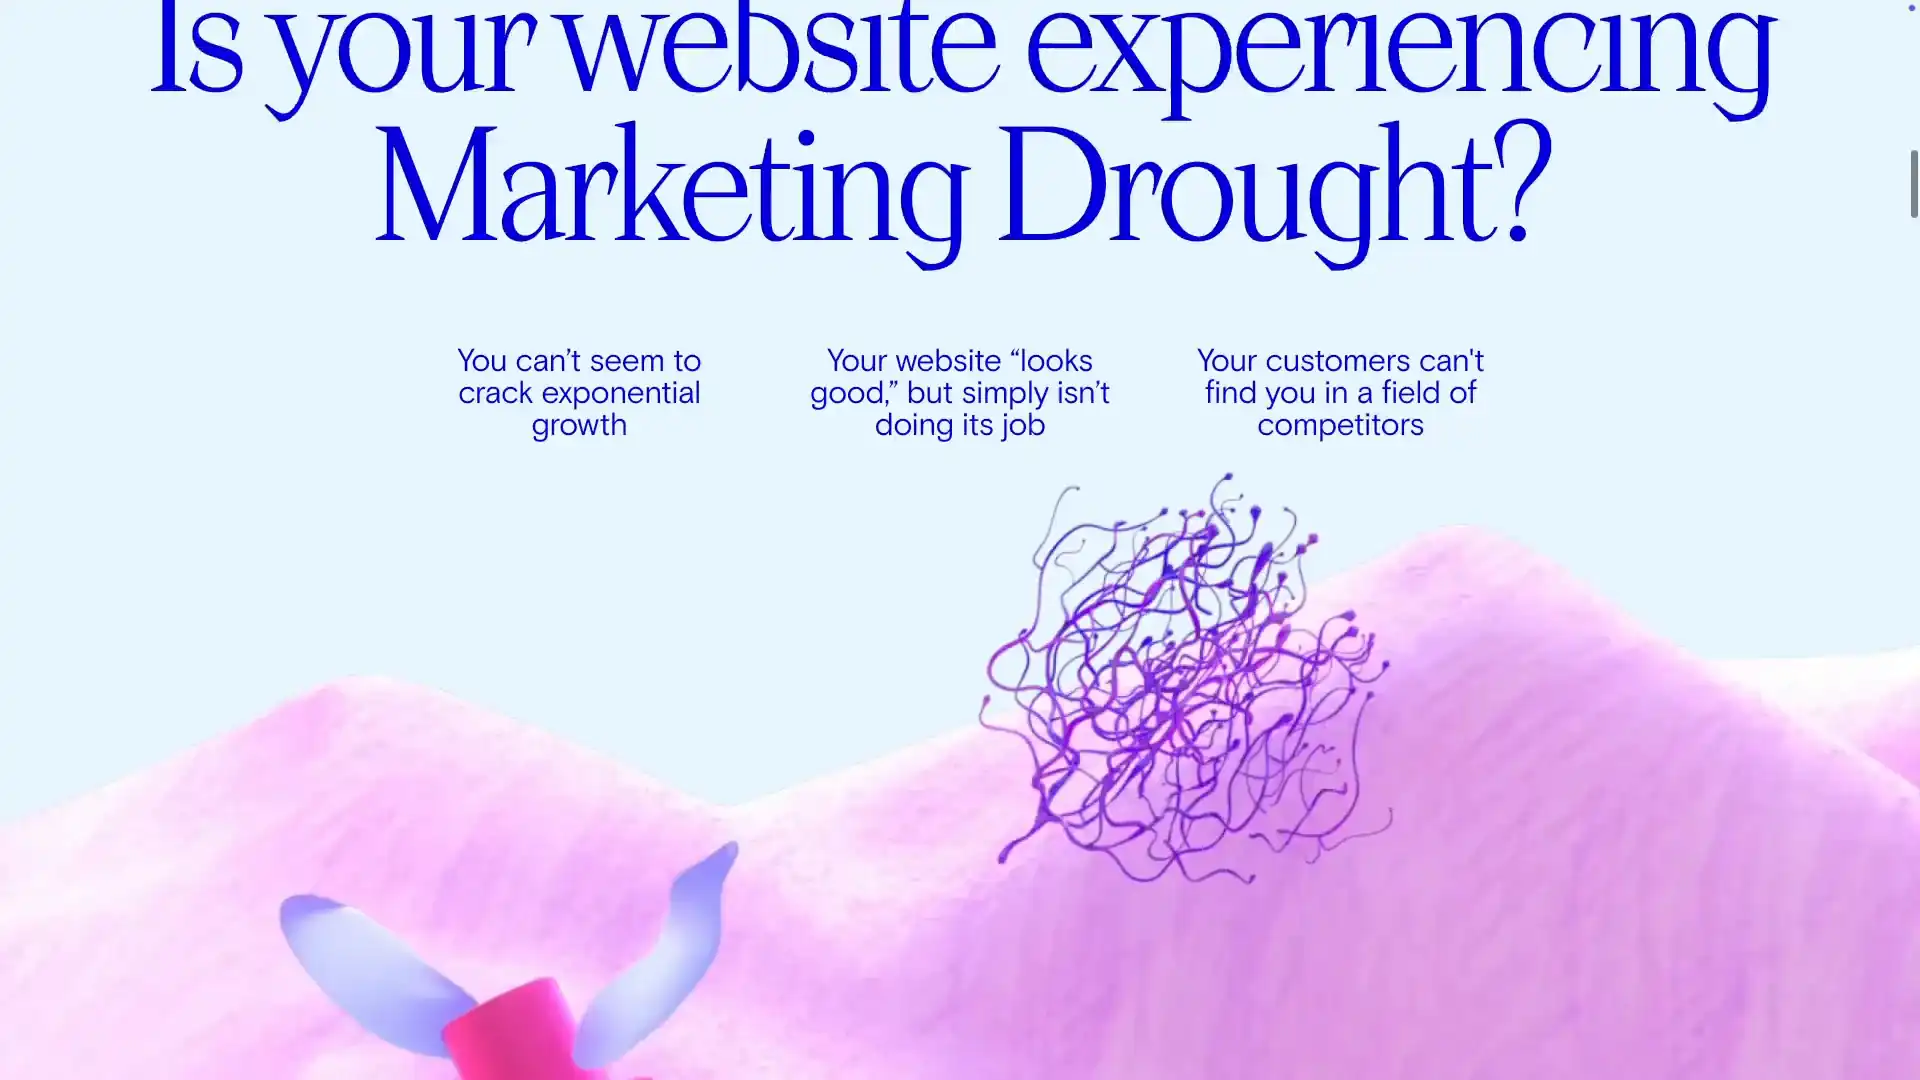 Is your website experiencing
Marketing Drought?
You can’t seem to
crack exponential
growth
Your website “looks
good,” but simply isn’t
doing its job
Your customers can't
find you in a field of
competitors